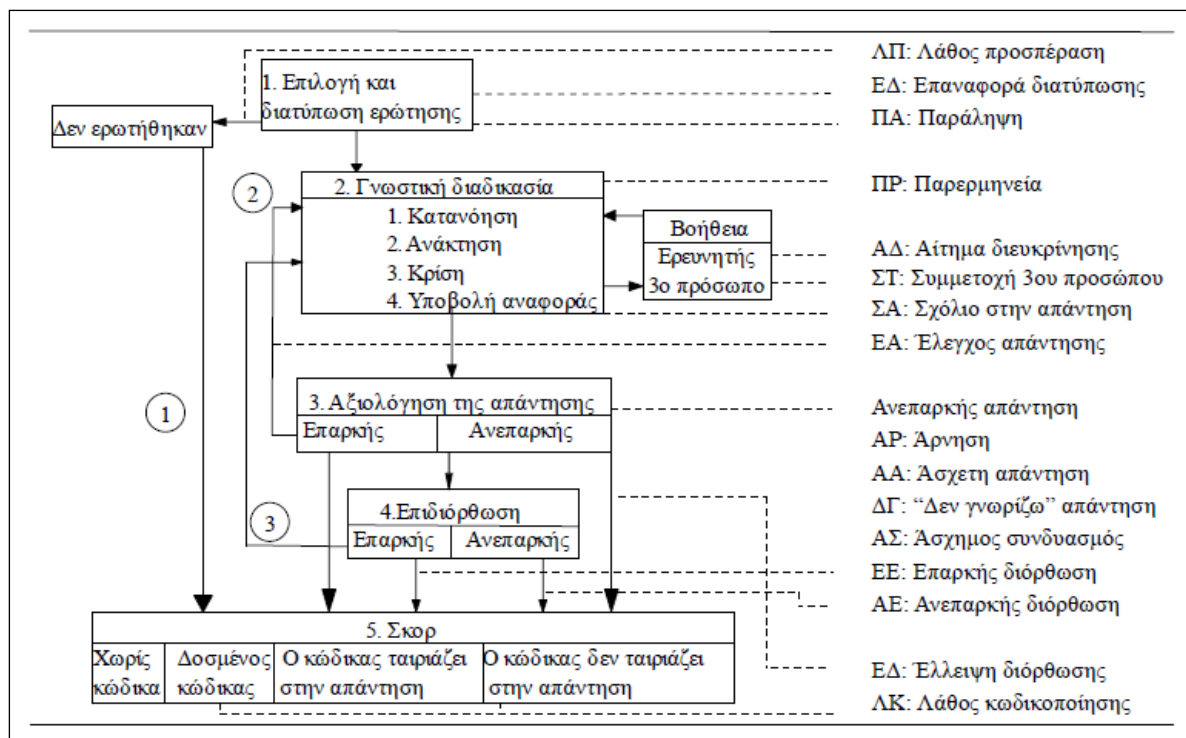 ΛΠ: Λάθος προσπέραση
1. Επιλογή και
διατύπωση ερώτησης
ΕΔ: Επαναφορά διατύπωσης
ΠΑ: Παράληψη
Δεν ερωτήθηκαν
2
2. Γνωστική διαδικασία
1. Κατανόηση
2. Ανάκτηση
3. Κρίση
4. Υποβολή αναφοράς
ΠΡ: Παρερμηνεία
Βοήθεια
Ερευνητής
3ο πρόσωπο
ΑΔ: Αίτημα διευκρίνησης
ΣΤ: Συμμετοχή 3ου προσώπου
ΣΑ: Σχόλιο στην απάντηση
ΕΑ: Έλεγχος απάντησης
1
3. Αξιολόγηση της απάντησης
Επαρκής
Ανεπαρκής
Ανεπαρκής απάντηση
ΑΡ: Άρνηση
ΑΑ: Άσχετη απάντηση
ΔΓ: “Δεν γνωρίζω” απάντηση
ΑΣ: Άσχημος συνδυασμός
3
4.Επιδιόρθωση
Επαρκής
Ανεπαρκής
ΕΕ: Επαρκής διόρθωση
ΑΕ: Ανεπαρκής διόρθωση
5. Σκορ
Χωρίς
κώδικα
Δοσμένος
κώδικας
Ο κώδικας ταιριάζει
στην απάντηση
Ο κώδικας δεν ταιριάζει
στην απάντηση
ΕΔ: Έλλειψη διόρθωσης
ΛΚ: Λάθος κωδικοποίησης